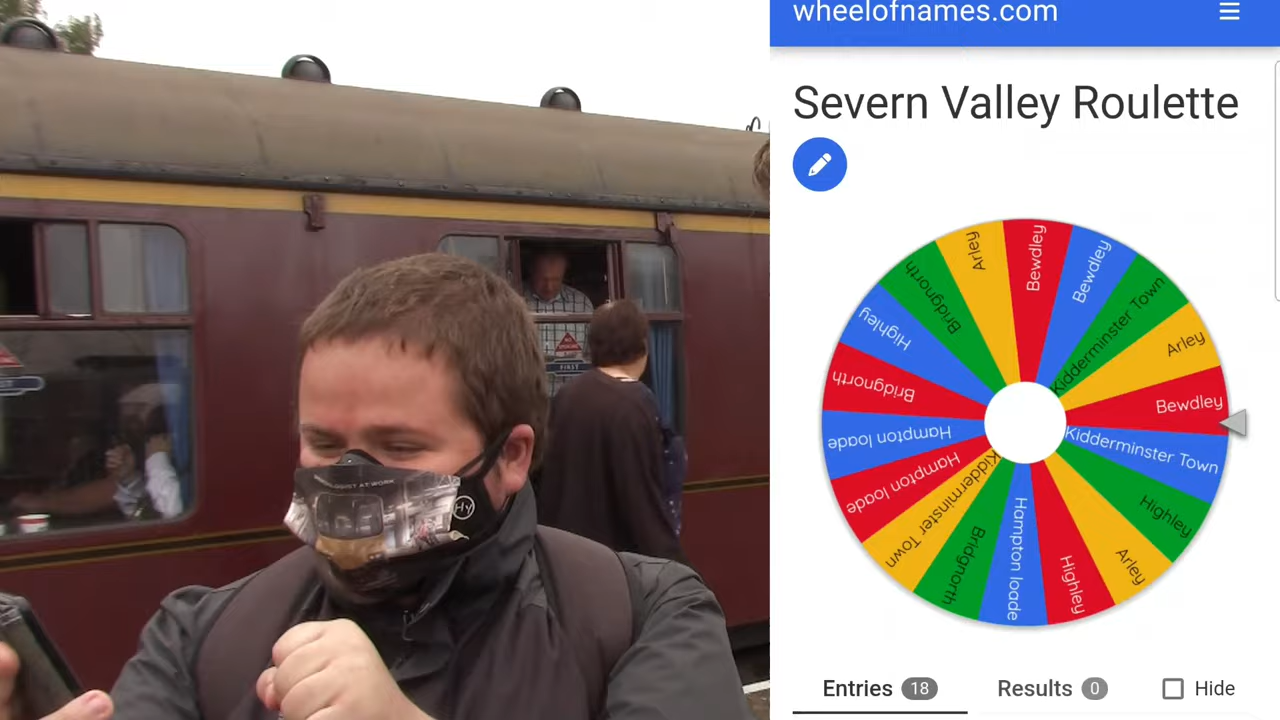 wheelofnames.com
Severn Valley Roulette
Bewdley
Bewdley
Kidderminster Town
Arley
Bewdley
Kidderminster Town
Highley
Arley
Highley
Hampton loade
Bridgnorth
Kidderminster Town
Hampton loade
Hampton loade
Bridgnorth
Highley
Bridgnorth
Arley
FIRST
Entries 18
Results 0
Hide